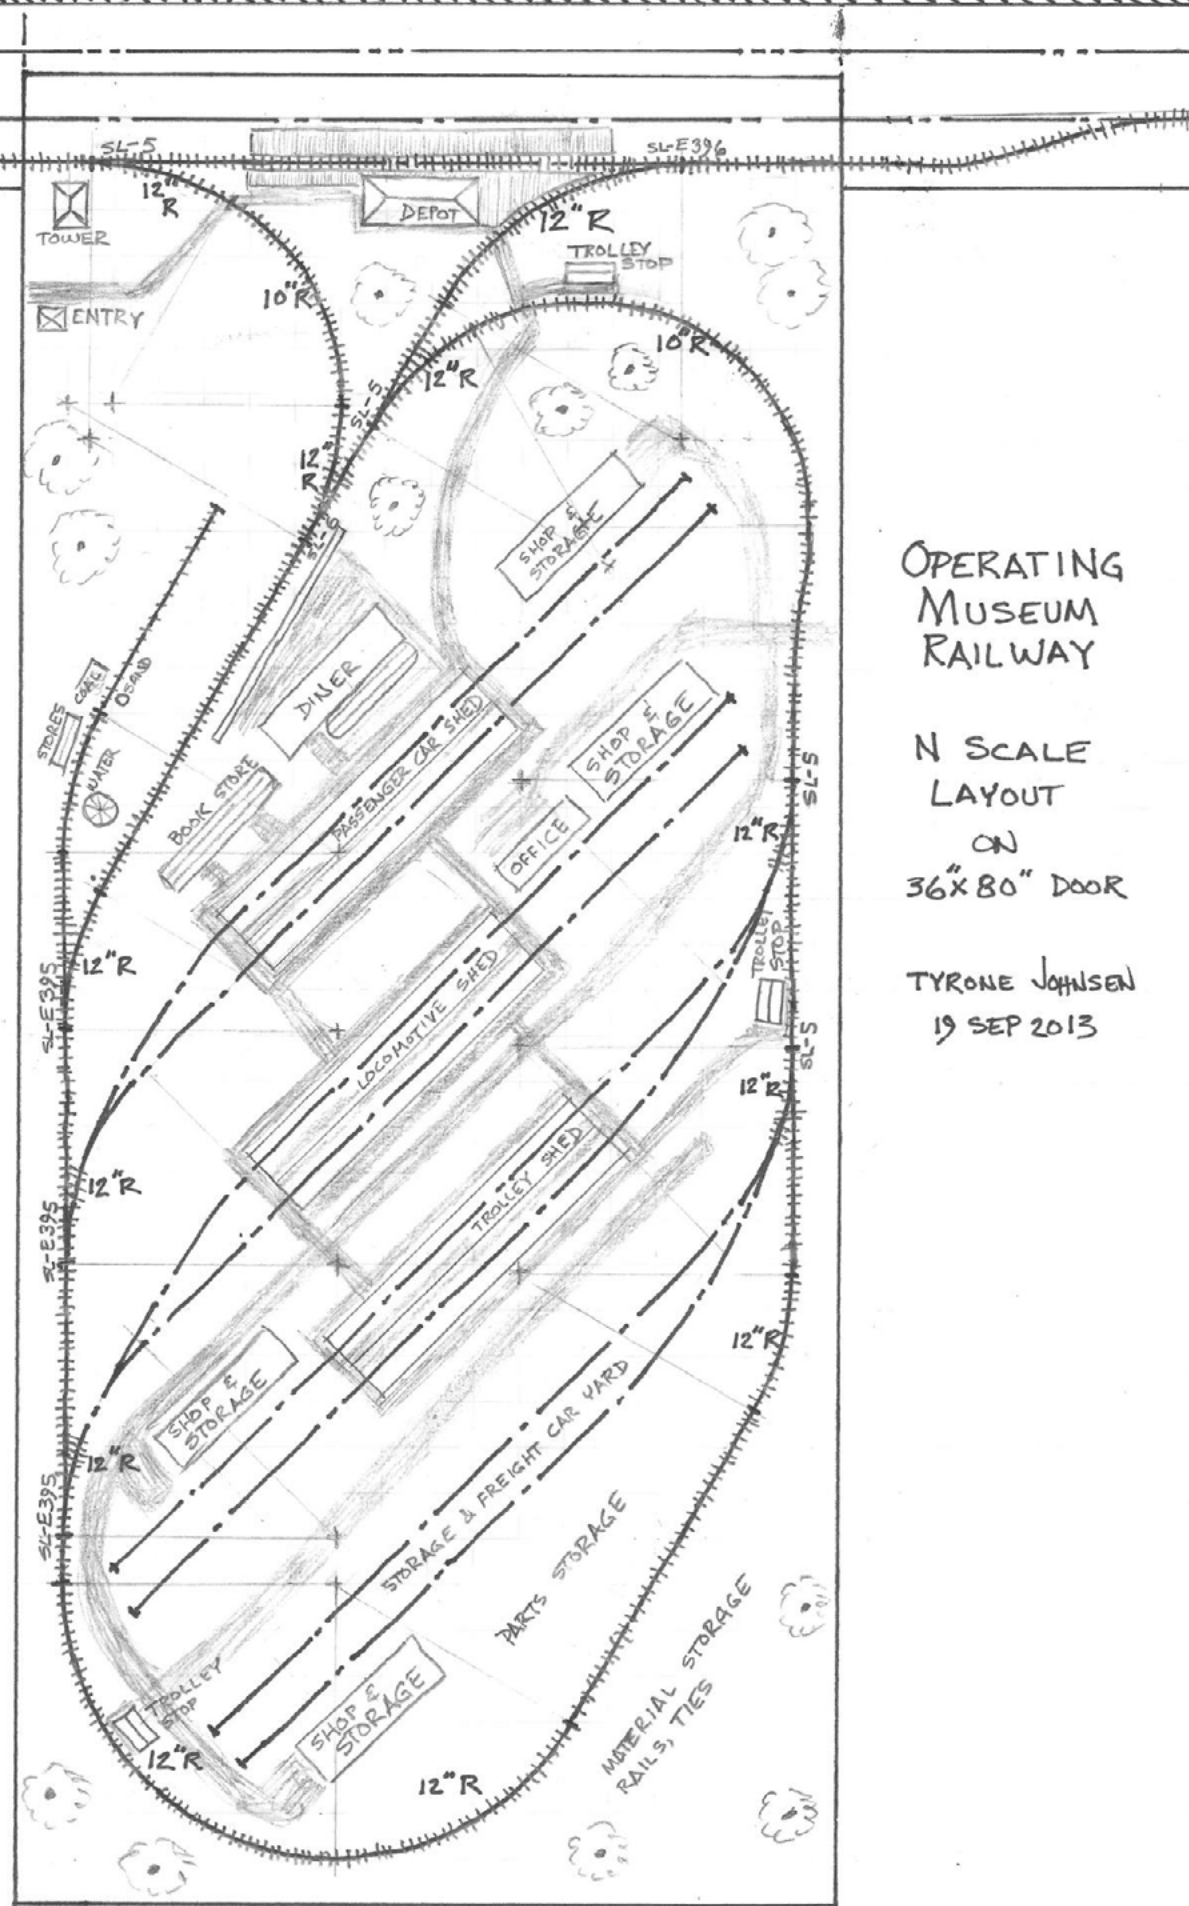 SL-5
SL-E396
12"
R
DEPOT
12" R
TOWER
TROLLEY
STOP
10"R
ENTRY
10"R
12"R
SL-5
12"
R
SL-5
SHOP &
STORAGE
OPERATING
MUSEUM
RAILWAY
N SCALE
LAYOUT
ON
36"X 80" DOOR
TYRONE JOHNSEN
19 SEP 2013
COAL
SAND
STORES
WATER
DINER
BOOK STORE
PASSENGER CAR SHED
SHOP &
STORAGE
OFFICE
SL-5
12"R
TROLLEY
STOP
12"R
SL-E395
LOCOMOTIVE SHED
SL-5
12"R
TROLLEY SHED
12"R
SL-E395
12"R
SHOP &
STORAGE
12"R
SL-E395
STORAGE & FREIGHT CAR YARD
PARTS STORAGE
MATERIAL STORAGE
RAILS, TIES
TROLLEY
STOP
SHOP &
STORAGE
12"R
12"R